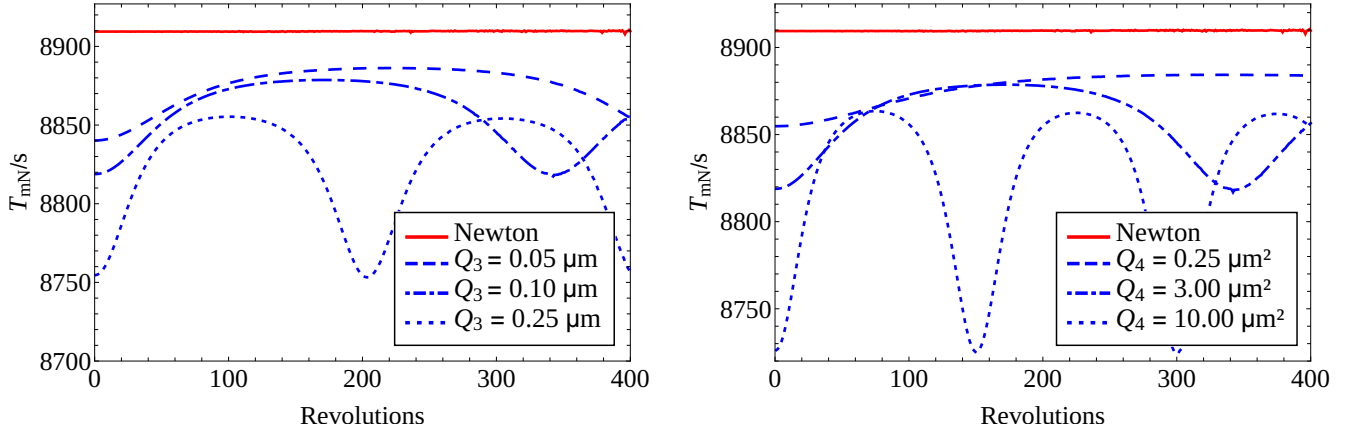 8900
8850
8800
8750
8700
T_mN/s
0
100
200
300
400
Revolutions
Newton
Q₃ = 0.05 μm
Q₃ = 0.10 μm
Q₃ = 0.25 μm
8900
8850
8800
8750
T_mN/s
0
100
200
300
400
Revolutions
Newton
Q₄ = 0.25 μm²
Q₄ = 3.00 μm²
Q₄ = 10.00 μm²